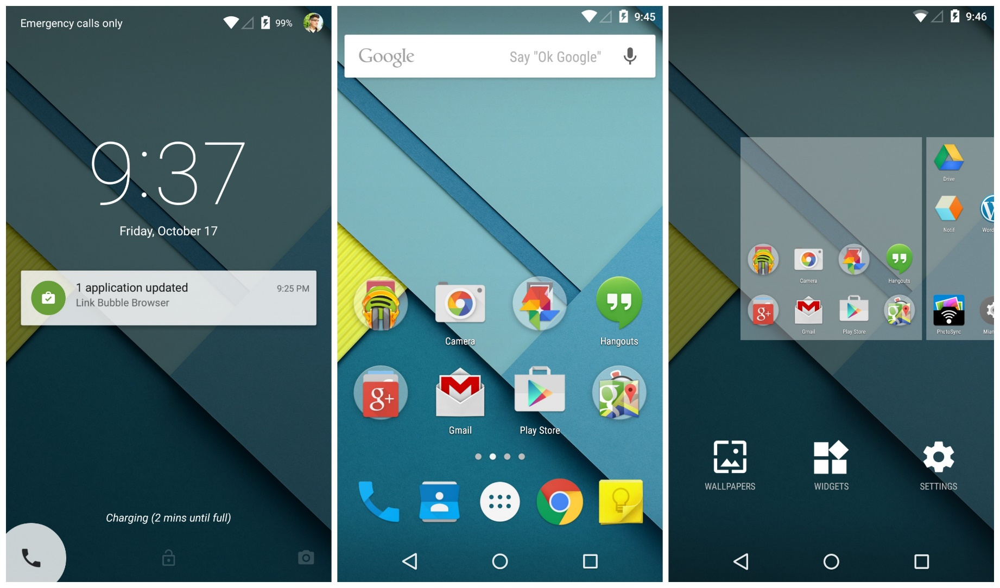 Emergency calls only
99%
9:37
Friday, October 17
1 application updated
9:25 PM
Link Bubble Browser
Charging (2 mins until full)
9:45
Google
Say "Ok Google"
Camera
Hangouts
g+
Gmail
Play Store
9:46
Drive
Notif
Word
Camera
Hangouts
g+
Gmail
Play Store
PhotoSync
Mian
WALLPAPERS
WIDGETS
SETTINGS